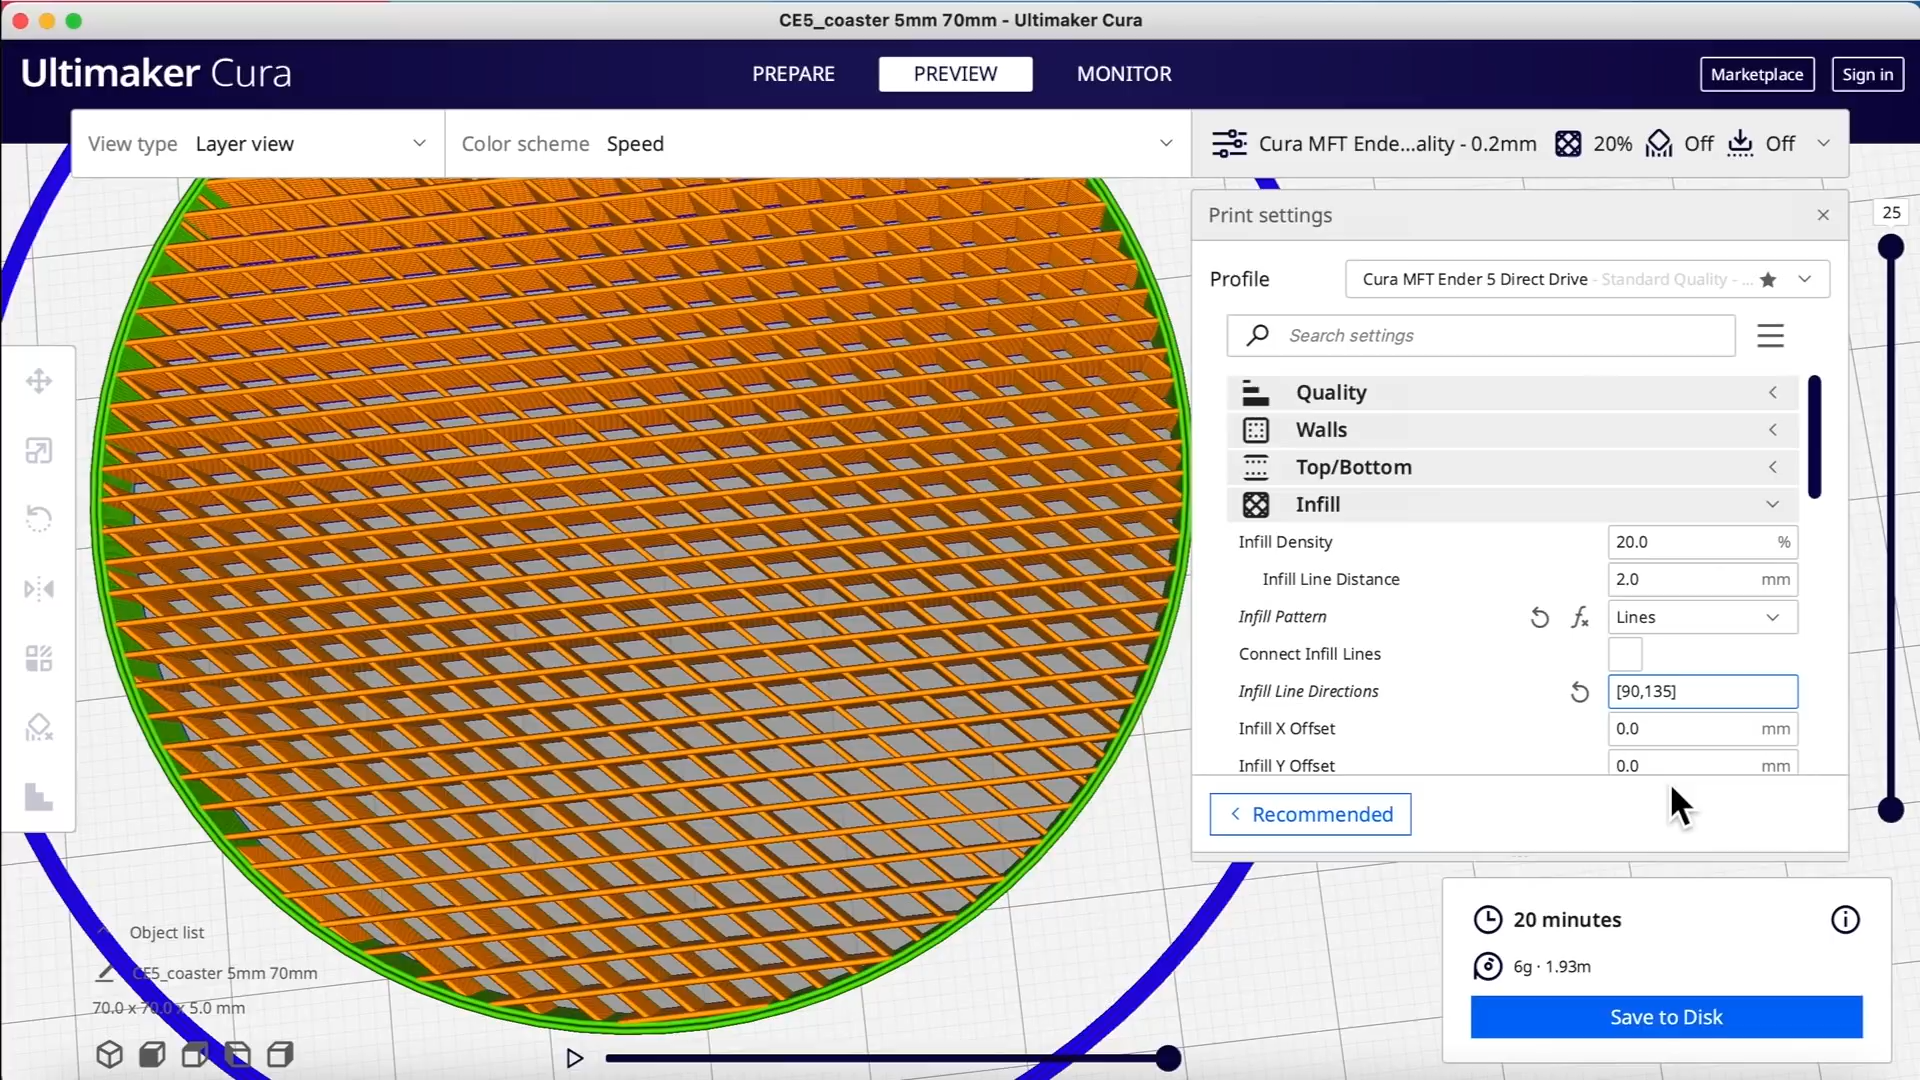 CE5_coaster 5mm 70mm - Ultimaker Cura
Ultimaker Cura
PREPARE
PREVIEW
MONITOR
Marketplace
Sign in
View type Layer view
Color scheme Speed
Cura MFT Ende...ality - 0.2mm
20%
Off
Off
Print settings
25
Profile
Cura MFT Ender 5 Direct Drive - Standard Quality - ...
Search settings
Quality
Walls
Top/Bottom
Infill
Infill Density
20.0 %
Infill Line Distance
2.0 mm
Infill Pattern
Lines
Connect Infill Lines
Infill Line Directions
[90,135]
Infill X Offset
0.0 mm
Infill Y Offset
0.0 mm
Recommended
20 minutes
6g · 1.93m
Save to Disk
Object list
CE5_coaster 5mm 70mm
70.0 x 70.0 x 5.0 mm